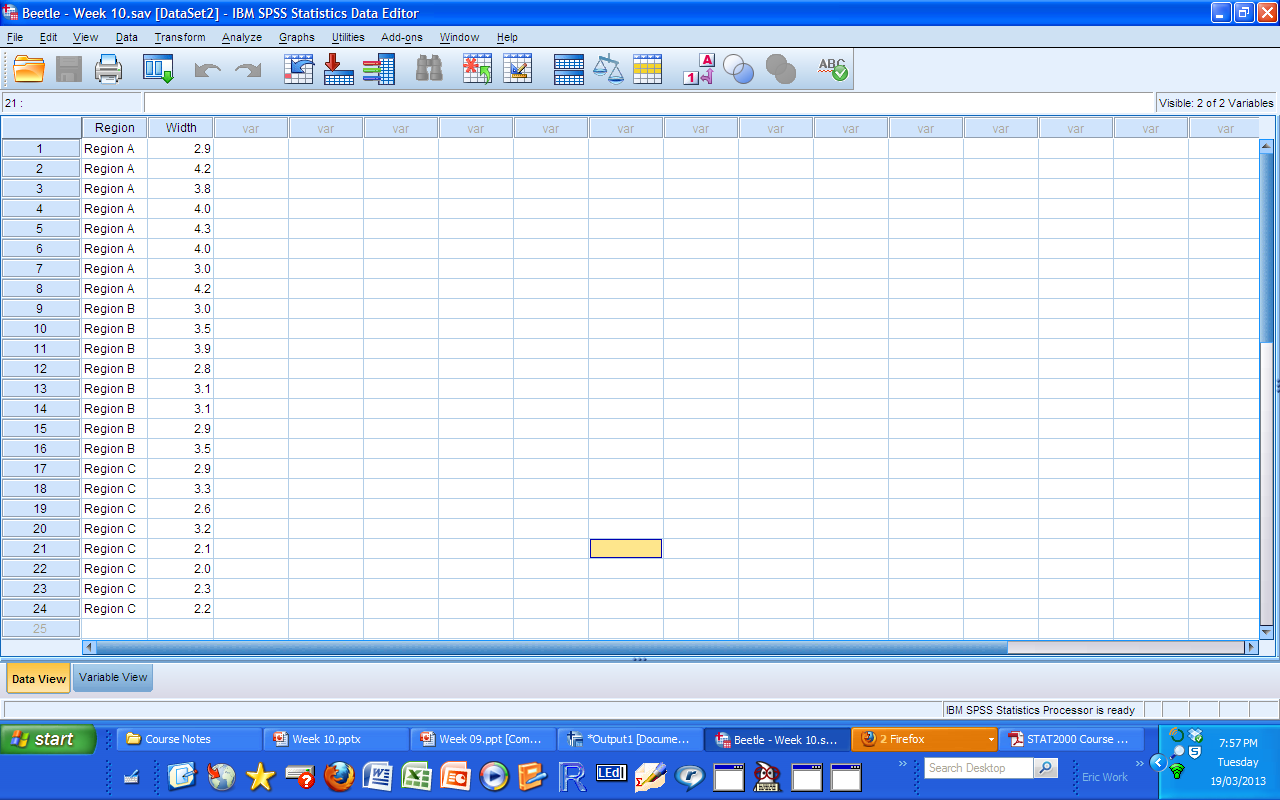 Beetle - Week 10.sav [DataSet2] - IBM SPSS Statistics Data Editor
File Edit View Data Transform Analyze Graphs Utilities Add-ons Window Help
1 A ABC
21 : Visible: 2 of 2 Variables
Region Width var var var var var var var var var var var var var var
1 Region A 2.9
2 Region A 4.2
3 Region A 3.8
4 Region A 4.0
5 Region A 4.3
6 Region A 4.0
7 Region A 3.0
8 Region A 4.2
9 Region B 3.0
10 Region B 3.5
11 Region B 3.9
12 Region B 2.8
13 Region B 3.1
14 Region B 3.1
15 Region B 2.9
16 Region B 3.5
17 Region C 2.9
18 Region C 3.3
19 Region C 2.6
20 Region C 3.2
21 Region C 2.1
22 Region C 2.0
23 Region C 2.3
24 Region C 2.2
25
Data View Variable View
IBM SPSS Statistics Processor is ready
start Course Notes Week 10.pptx Week 09.ppt [Com... *Output1 [Docume... Beetle - Week 10.s... 2 Firefox STAT2000 Course ...
7:57 PM
Tuesday
19/03/2013
LEdI Search Desktop Eric Work